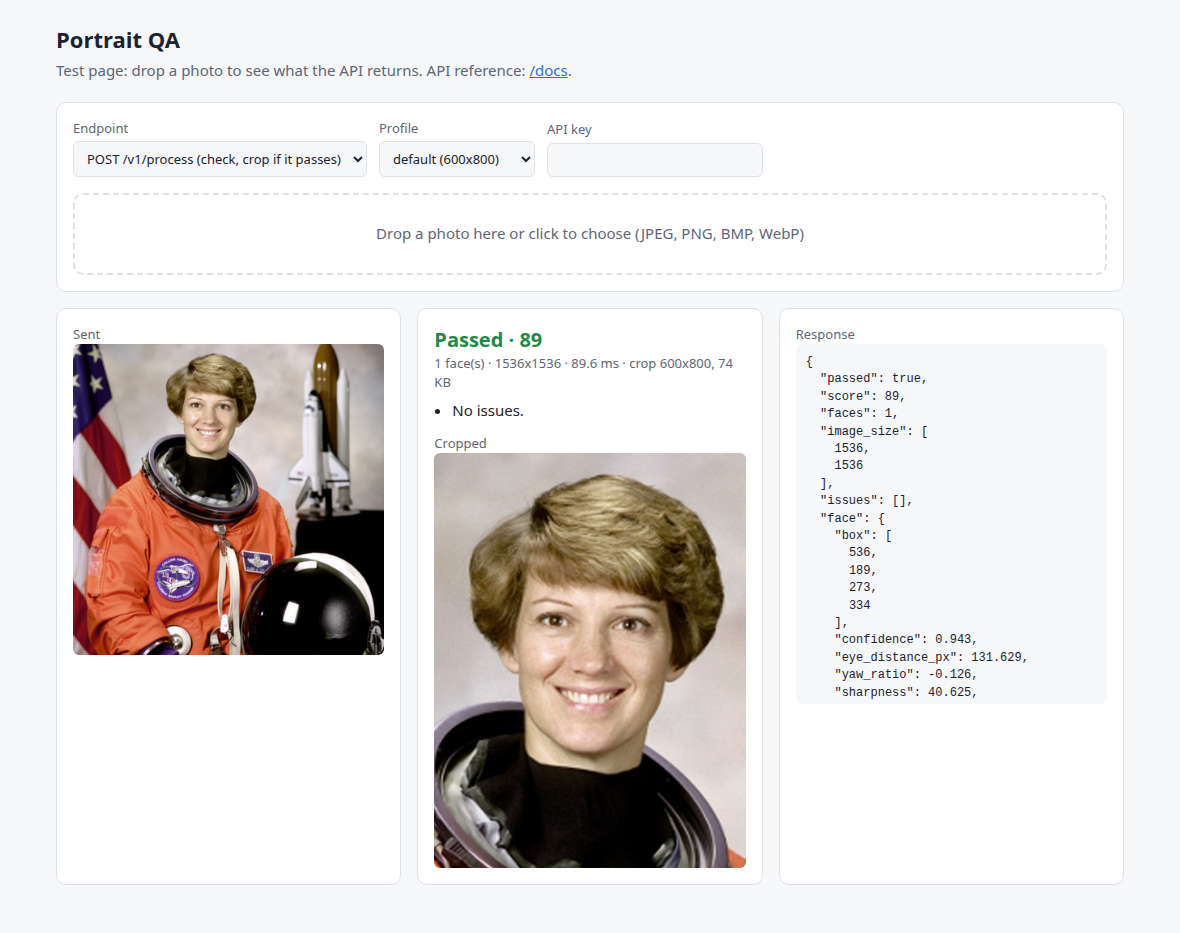 Portrait QA
Test page: drop a photo to see what the API returns. API reference: /docs.
Endpoint
Profile
API key
POST /v1/process (check, crop if it passes)
default (600x800)
Drop a photo here or click to choose (JPEG, PNG, BMP, WebP)
Sent
Passed · 89
1 face(s) · 1536x1536 · 89.6 ms · crop 600x800, 74
KB
No issues.
Cropped
Response
{
"passed": true,
"score": 89,
"faces": 1,
"image_size": [
1536,
1536
],
"issues": [],
"face": {
"box": [
536,
189,
273,
334
],
"confidence": 0.943,
"eye_distance_px": 131.629,
"yaw_ratio": -0.126,
"sharpness": 40.625,